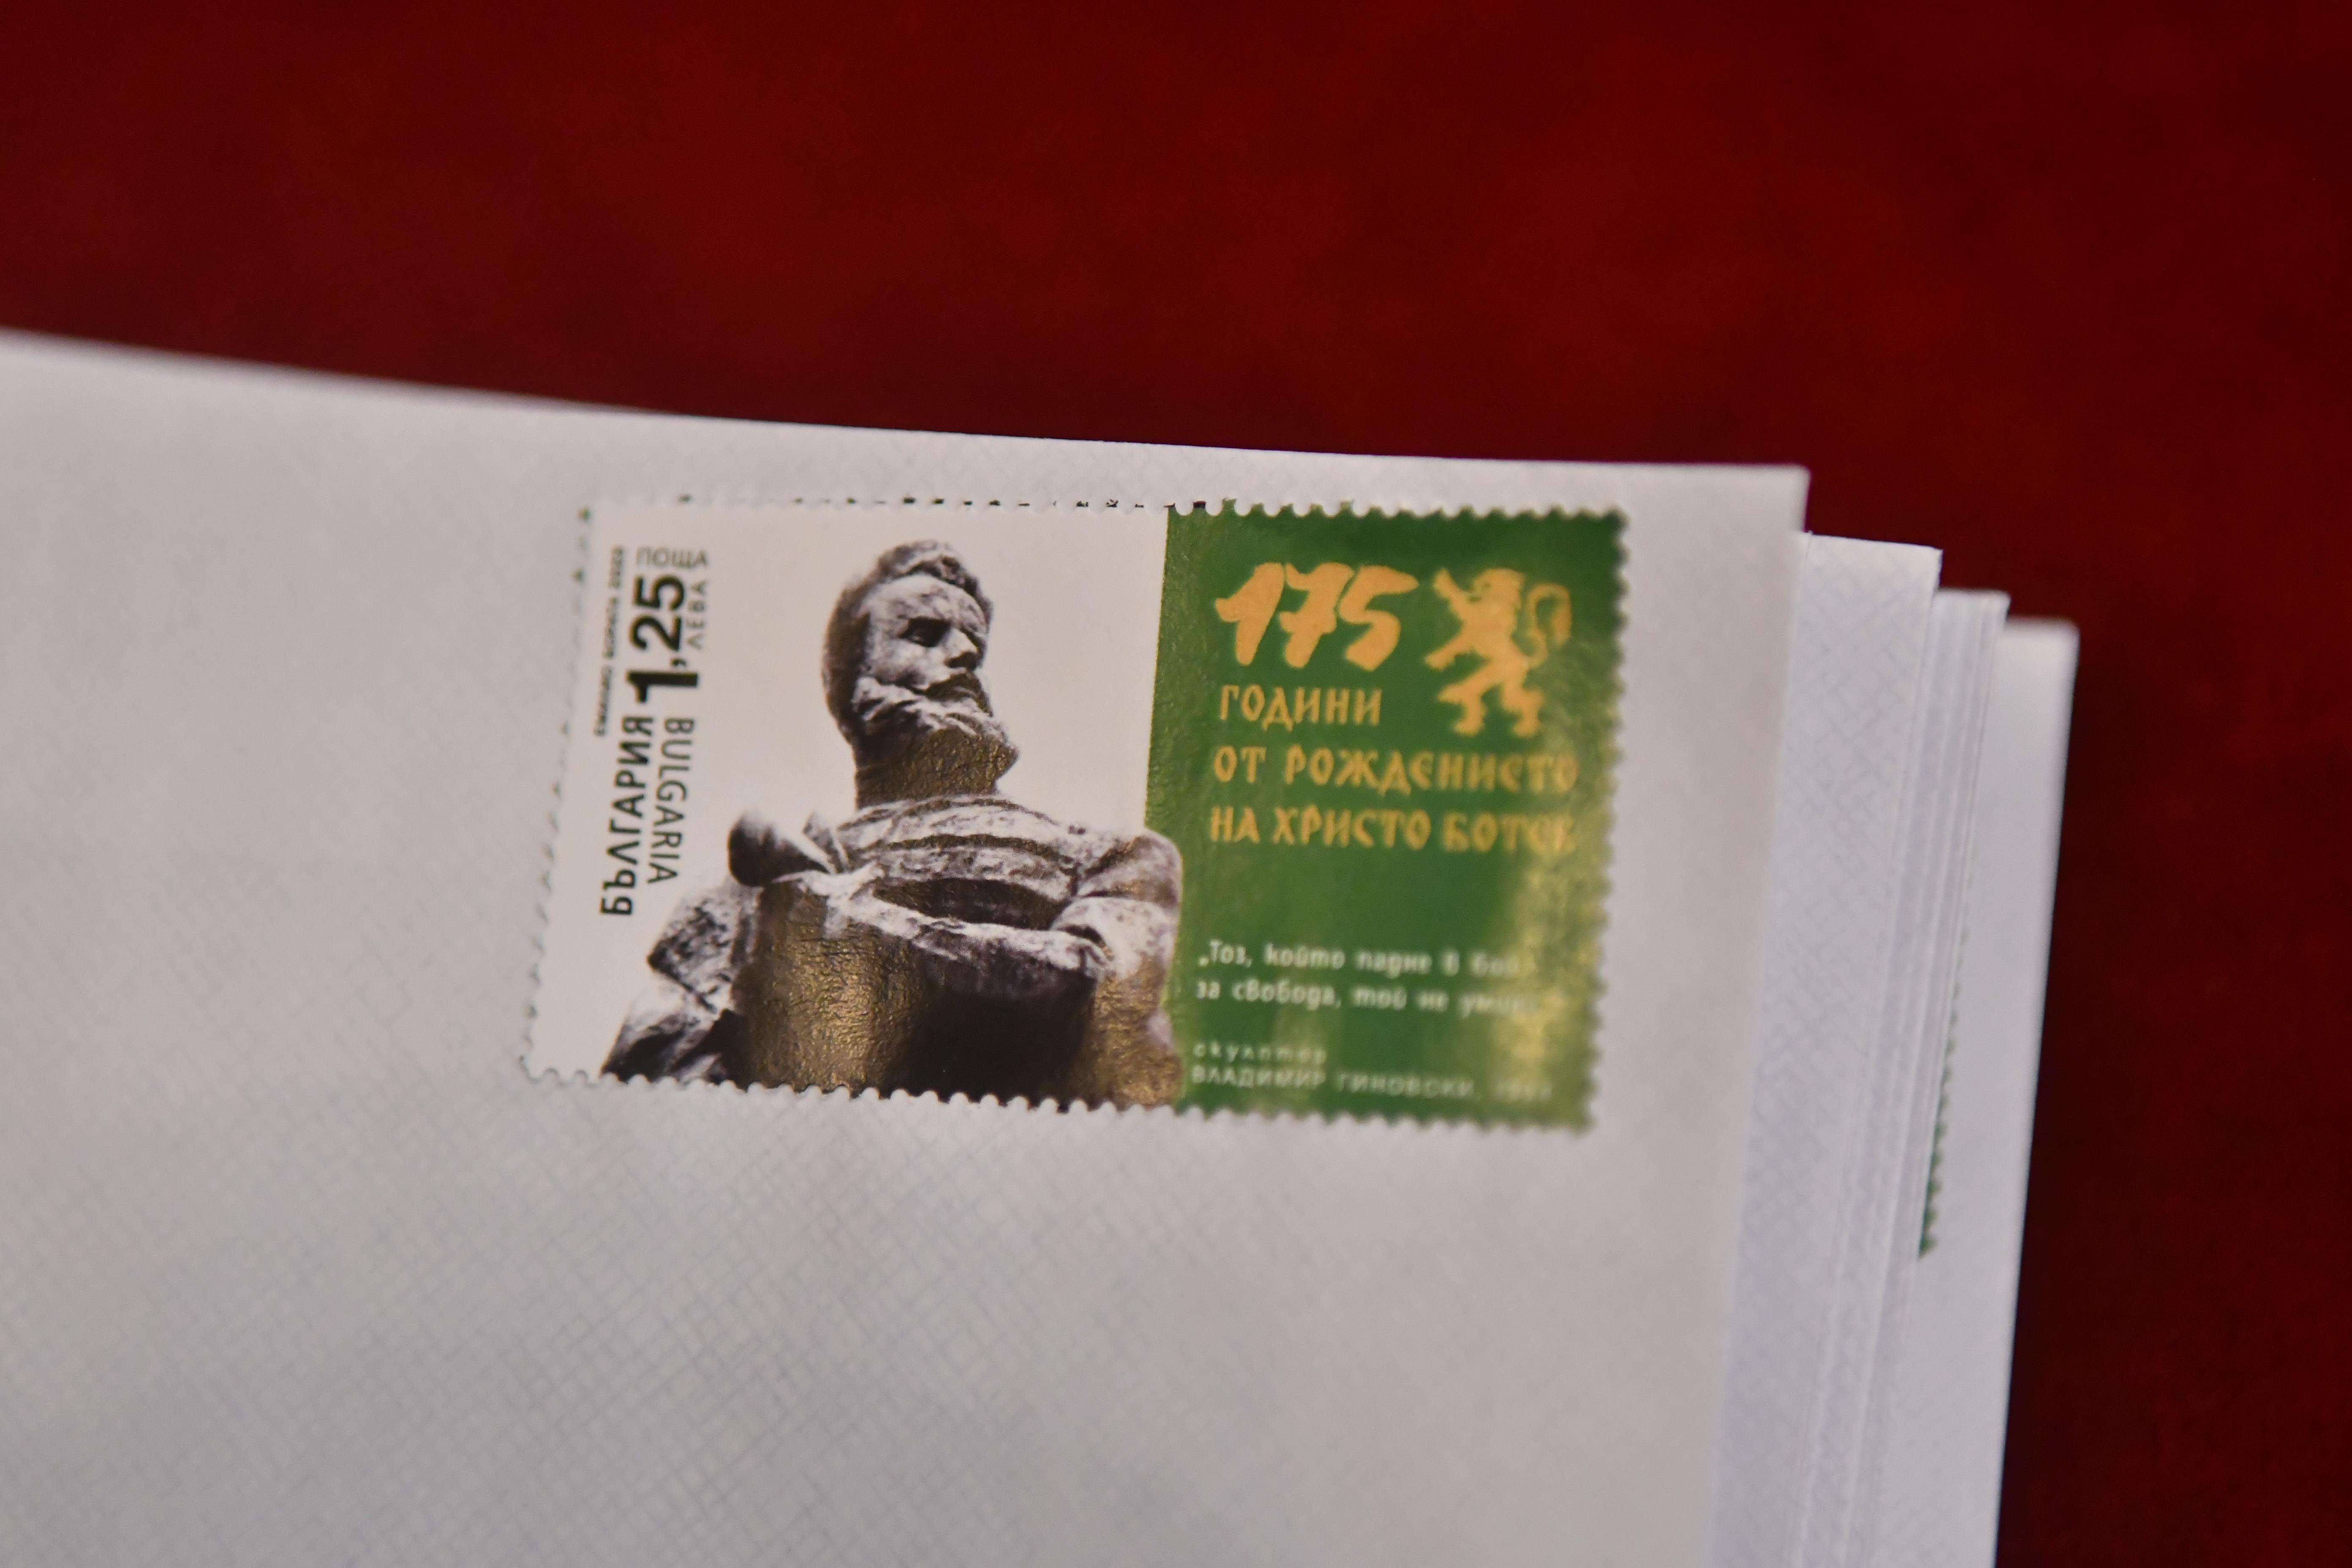 ПОЩА
1,25
ЛЕВА
БЪЛГАРИЯ
BULGARIA
175
ГОДИНИ
ОТ РОЖДЕНИЕТО
НА ХРИСТО БОТЕВ
„Тоз, който падне в бой
за свобода, той не умира
скулптор
ВЛАДИМИР ГИНОВСКИ,